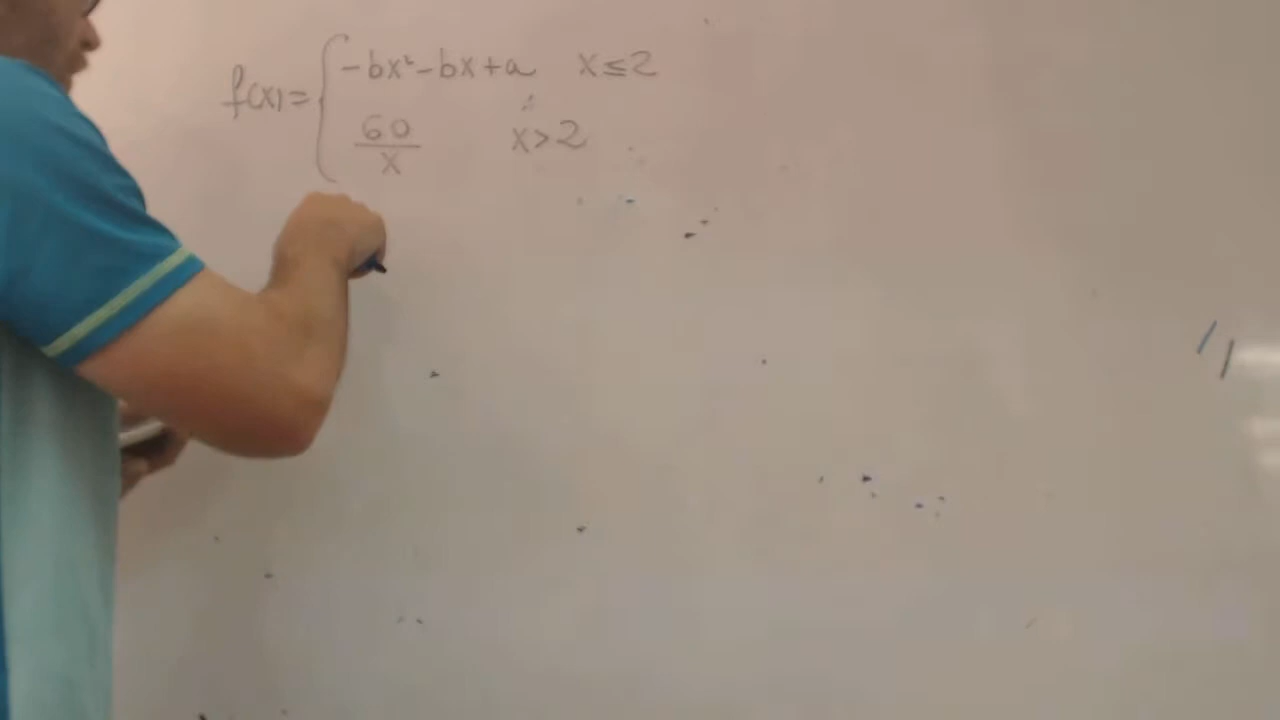 f(x) = { -bx² - bx + a x ≤ 2
60/x x > 2